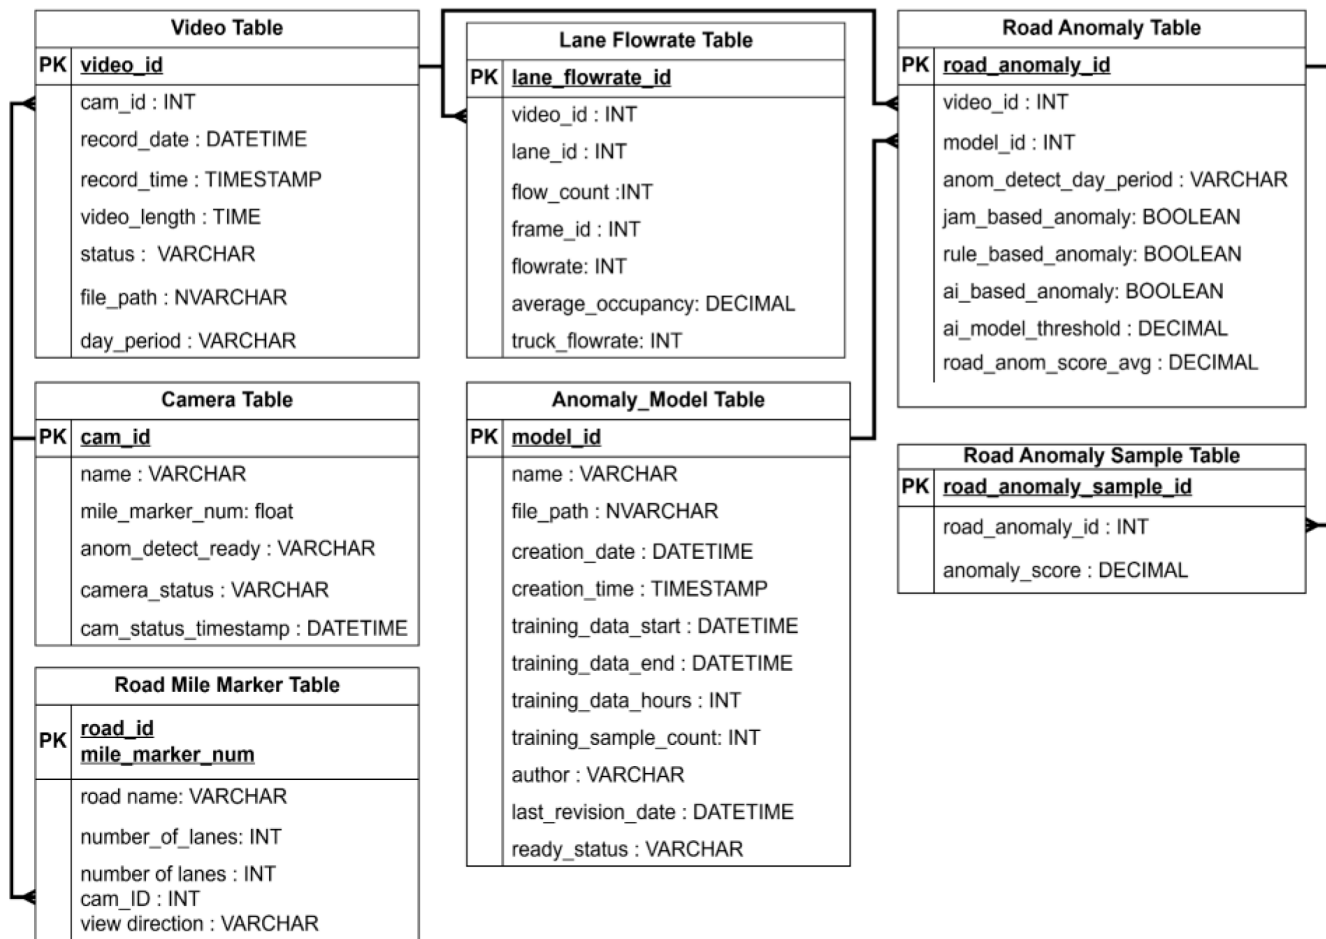 Video Table
PK video_id
cam_id : INT
record_date : DATETIME
record_time : TIMESTAMP
video_length : TIME
status : VARCHAR
file_path : NVARCHAR
day_period : VARCHAR
Camera Table
PK cam_id
name : VARCHAR
mile_marker_num: float
anom_detect_ready : VARCHAR
camera_status : VARCHAR
cam_status_timestamp : DATETIME
Road Mile Marker Table
PK road_id
mile_marker_num
road name: VARCHAR
number_of_lanes: INT
number of lanes : INT
cam_ID : INT
view direction : VARCHAR
Lane Flowrate Table
PK lane_flowrate_id
video_id : INT
lane_id : INT
flow_count :INT
frame_id : INT
flowrate: INT
average_occupancy: DECIMAL
truck_flowrate: INT
Anomaly_Model Table
PK model_id
name : VARCHAR
file_path : NVARCHAR
creation_date : DATETIME
creation_time : TIMESTAMP
training_data_start : DATETIME
training_data_end : DATETIME
training_data_hours : INT
training_sample_count: INT
author : VARCHAR
last_revision_date : DATETIME
ready_status : VARCHAR
Road Anomaly Table
PK road_anomaly_id
video_id : INT
model_id : INT
anom_detect_day_period : VARCHAR
jam_based_anomaly: BOOLEAN
rule_based_anomaly: BOOLEAN
ai_based_anomaly: BOOLEAN
ai_model_threshold : DECIMAL
road_anom_score_avg : DECIMAL
Road Anomaly Sample Table
PK road_anomaly_sample_id
road_anomaly_id : INT
anomaly_score : DECIMAL